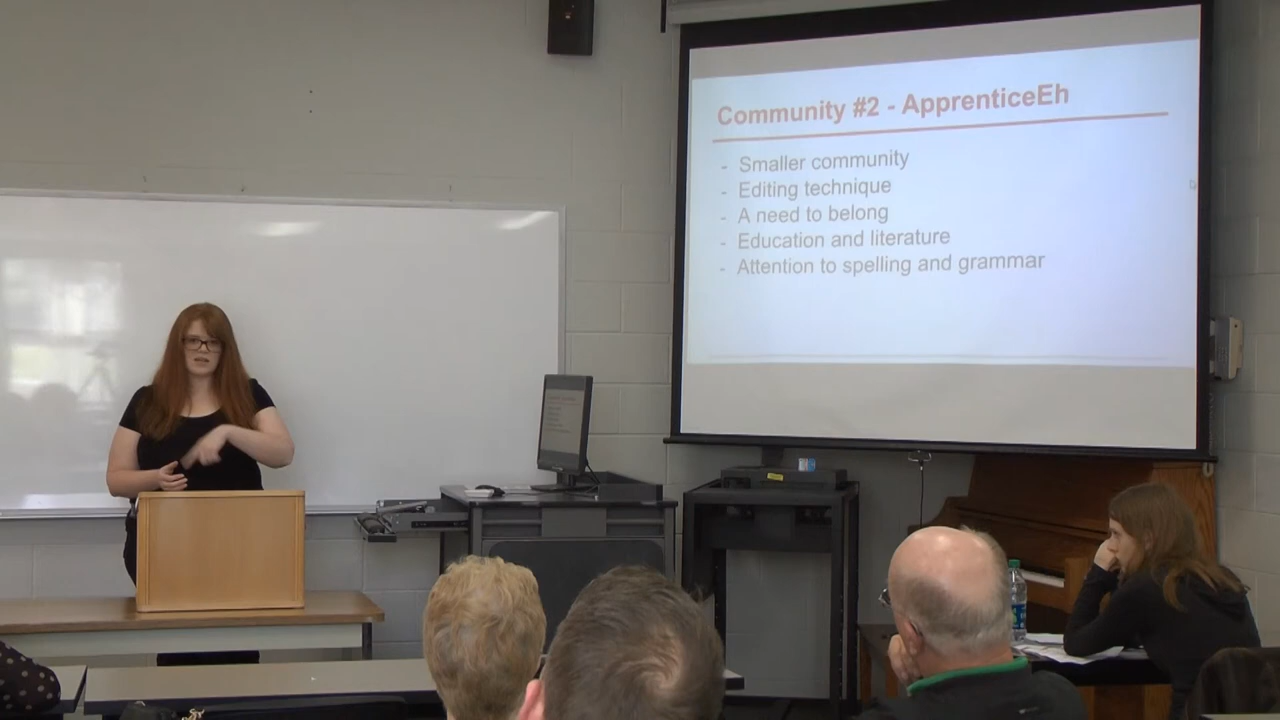 Community #2 - ApprenticeEh
- Smaller community
- Editing technique
- A need to belong
- Education and literature
- Attention to spelling and grammar